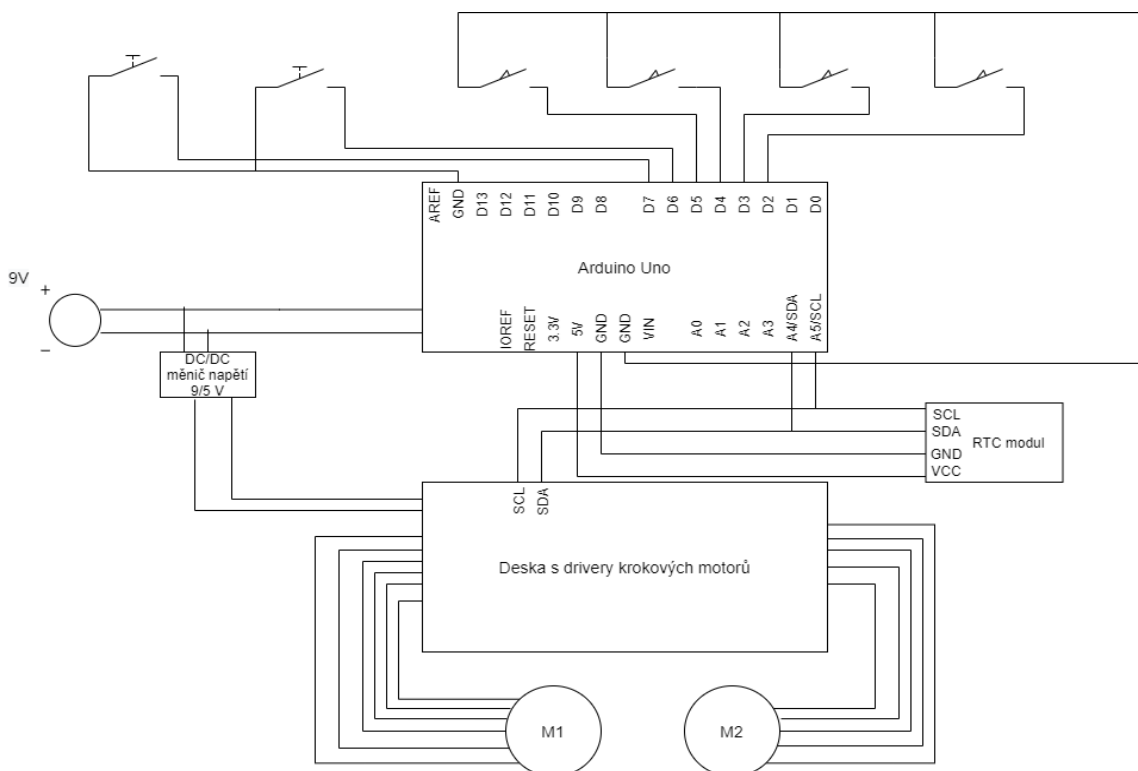 AREF
GND
D13
D12
D11
D10
D9
D8
D7
D6
D5
D4
D3
D2
D1
D0
Arduino Uno
9V
+
−
IOREF
RESET
3.3V
5V
GND
GND
VIN
A0
A1
A2
A3
A4/SDA
A5/SCL
DC/DC
měnič napětí
9/5 V
SCL
SDA
GND
VCC
RTC modul
SCL
SDA
Deska s drivery krokových motorů
M1
M2